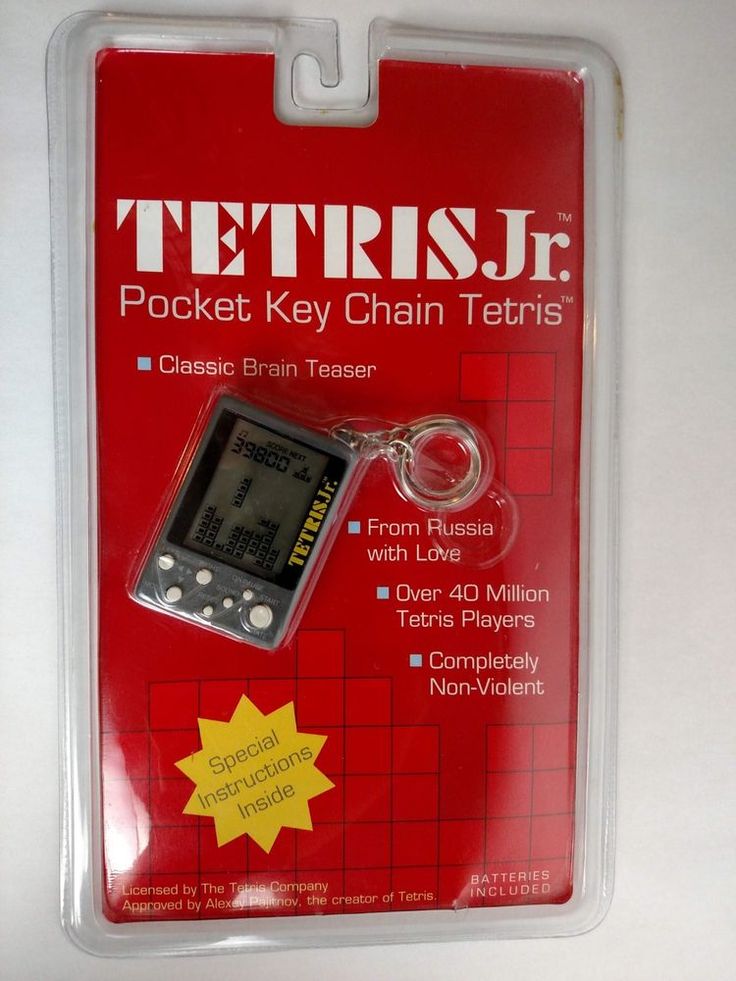 TETRIS Jr.™
Pocket Key Chain Tetris™
Classic Brain Teaser
SCORE NEXT
39800
TETRIS Jr.
From Russia
with Love
Over 40 Million
Tetris Players
Completely
Non-Violent
Special
Instructions
Inside
Licensed by The Tetris Company
Approved by Alexey Pajitnov, the creator of Tetris.
BATTERIES
INCLUDED